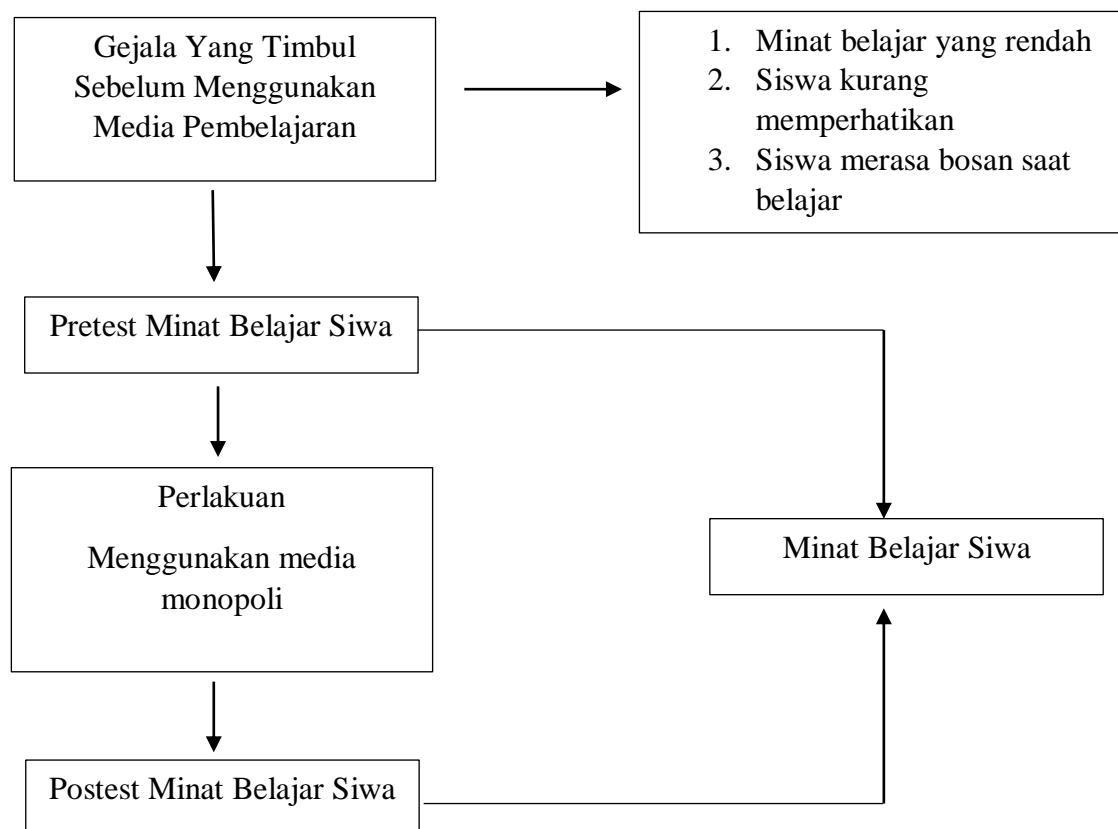 Gejala Yang Timbul
Sebelum Menggunakan
Media Pembelajaran
1. Minat belajar yang rendah
2. Siswa kurang
memperhatikan
3. Siswa merasa bosan saat
belajar
Pretest Minat Belajar Siwa
Perlakuan
Menggunakan media
monopoli
Minat Belajar Siwa
Postest Minat Belajar Siwa